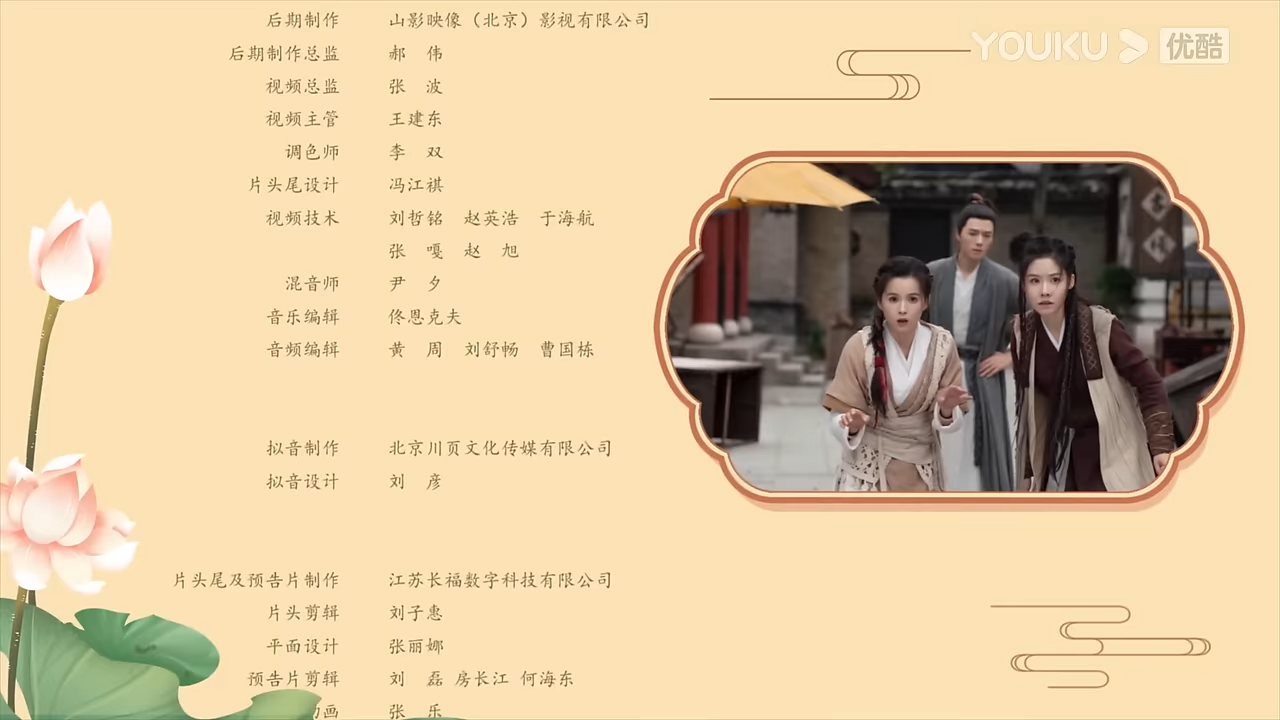 后期制作 山影映像（北京）影视有限公司
YOUKU 优酷
后期制作总监 郝 伟
视频总监 张 波
视频主管 王建东
调色师 李 双
片头尾设计 冯江祺
视频技术 刘哲铭 赵英浩 于海航
张 嘎 赵 旭
混音师 尹 夕
音乐编辑 佟恩克夫
音频编辑 黄 周 刘舒畅 曹国栋
拟音制作 北京川页文化传媒有限公司
拟音设计 刘 彦
片头尾及预告片制作 江苏长福数字科技有限公司
片头剪辑 刘子惠
平面设计 张丽娜
预告片剪辑 刘 磊 房长江 何海东
画 张 乐